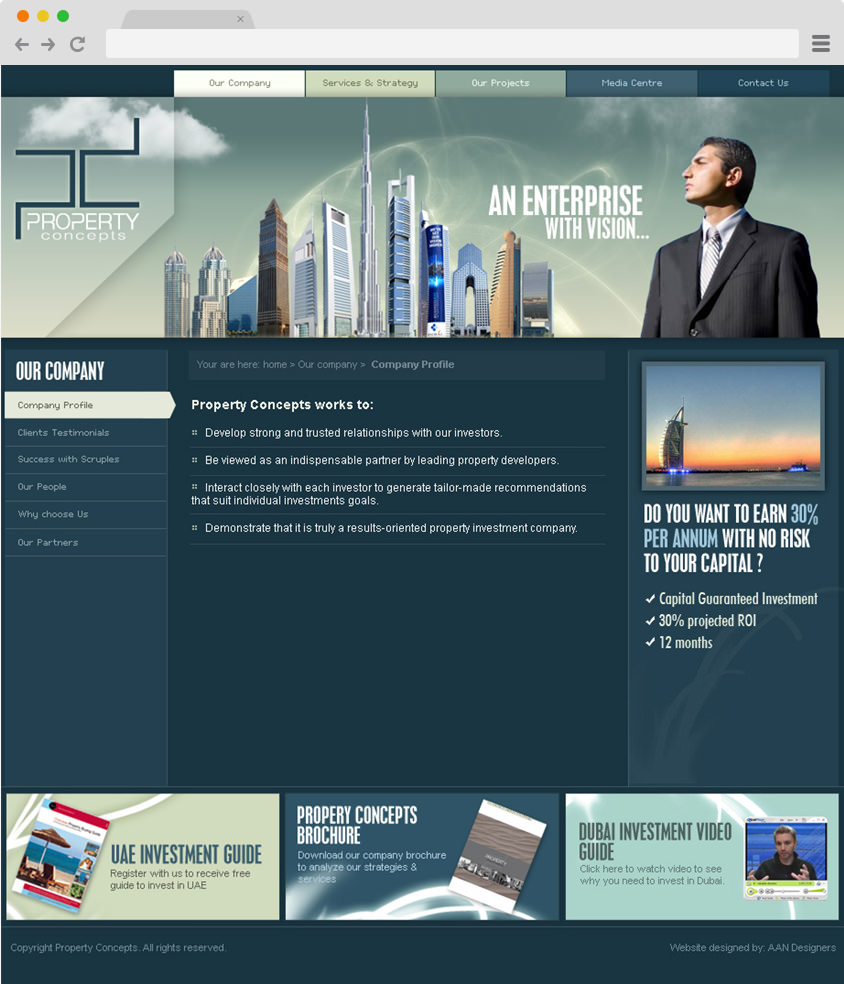 Our Company
Services & Strategy
Our Projects
Media Centre
Contact Us
PROPERTY
concepts
AN ENTERPRISE
WITH VISION...
OUR COMPANY
Company Profile
Clients Testimonials
Success with Scruples
Our People
Why choose Us
Our Partners
Your are here: home > Our company > Company Profile
Property Concepts works to:
Develop strong and trusted relationships with our investors.
Be viewed as an indispensable partner by leading property developers.
Interact closely with each investor to generate tailor-made recommendations
that suit individual investments goals.
Demonstrate that it is truly a results-oriented property investment company.
DO YOU WANT TO EARN 30%
PER ANNUM WITH NO RISK
TO YOUR CAPITAL ?
Capital Guaranteed Investment
30% projected ROI
12 months
UAE INVESTMENT GUIDE
Register with us to receive free
guide to invest in UAE
PROPERY CONCEPTS
BROCHURE
Download our company brochure
to analyze our strategies &
services
PROPERTY
DUBAI INVESTMENT VIDEO
GUIDE
Click here to watch video to see
why you need to invest in Dubai.
Copyright Property Concepts. All rights reserved.
Website designed by: AAN Designers